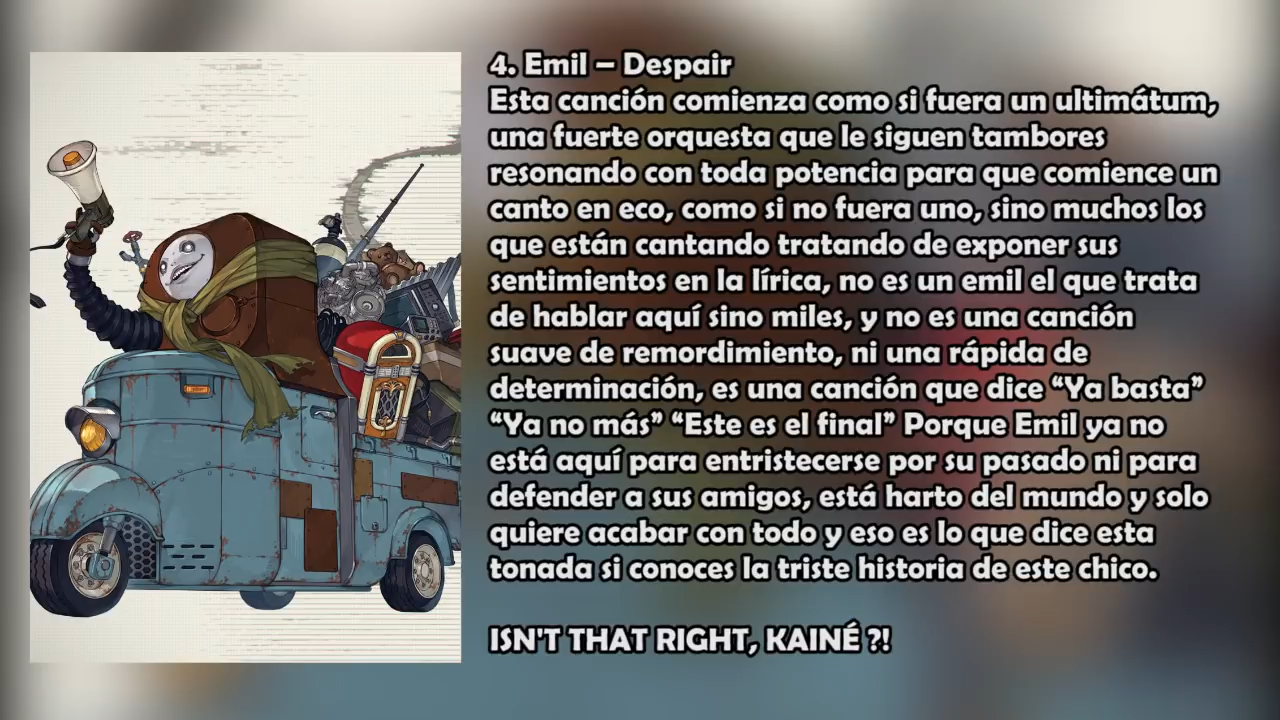 4. Emil – Despair
Esta canción comienza como si fuera un ultimátum,
una fuerte orquesta que le siguen tambores
resonando con toda potencia para que comience un
canto en eco, como si no fuera uno, sino muchos los
que están cantando tratando de exponer sus
sentimientos en la lírica, no es un emil el que trata
de hablar aquí sino miles, y no es una canción
suave de remordimiento, ni una rápida de
determinación, es una canción que dice “Ya basta”
“Ya no más” “Este es el final” Porque Emil ya no
está aquí para entristecerse por su pasado ni para
defender a sus amigos, está harto del mundo y solo
quiere acabar con todo y eso es lo que dice esta
tonada si conoces la triste historia de este chico.
ISN'T THAT RIGHT, KAINÉ ?!